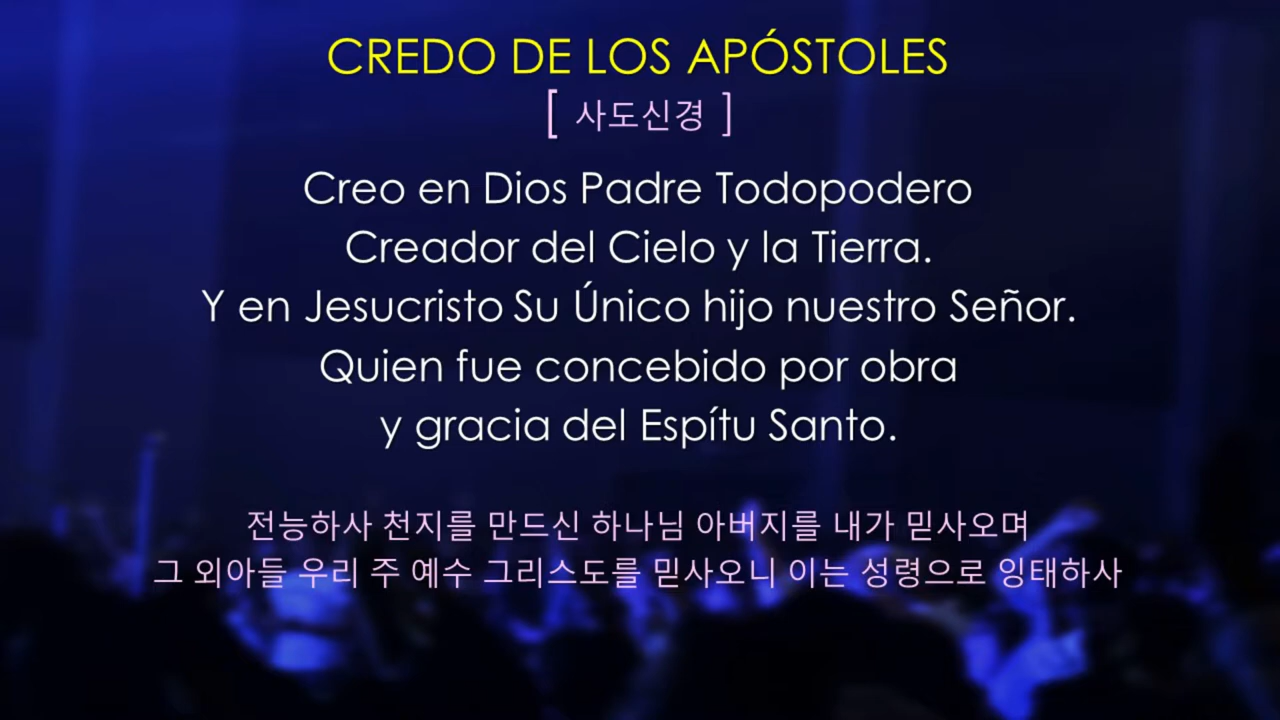 CREDO DE LOS APÓSTOLES
[ 사도신경 ]
Creo en Dios Padre Todopodero
Creador del Cielo y la Tierra.
Y en Jesucristo Su Único hijo nuestro Señor.
Quien fue concebido por obra
y gracia del Espítu Santo.
전능하사 천지를 만드신 하나님 아버지를 내가 믿사오며
그 외아들 우리 주 예수 그리스도를 믿사오니 이는 성령으로 잉태하사